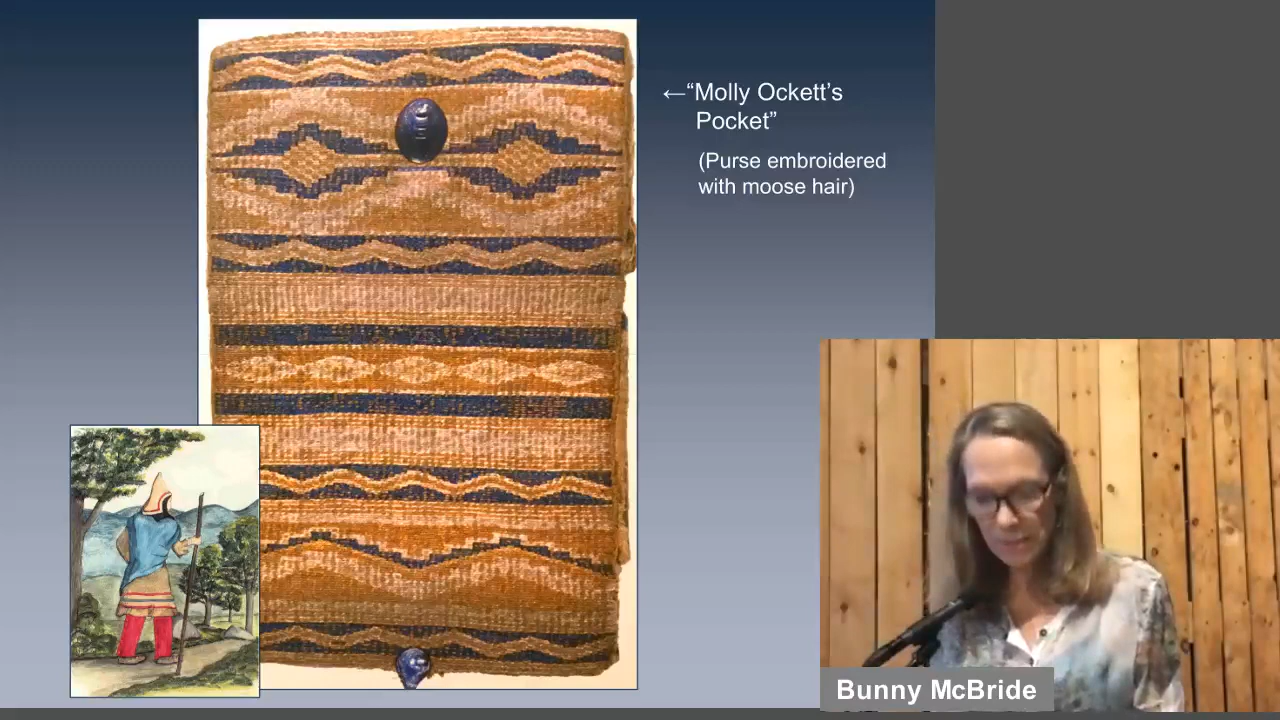 ←“Molly Ockett’s
Pocket”
(Purse embroidered
with moose hair)
Bunny McBride